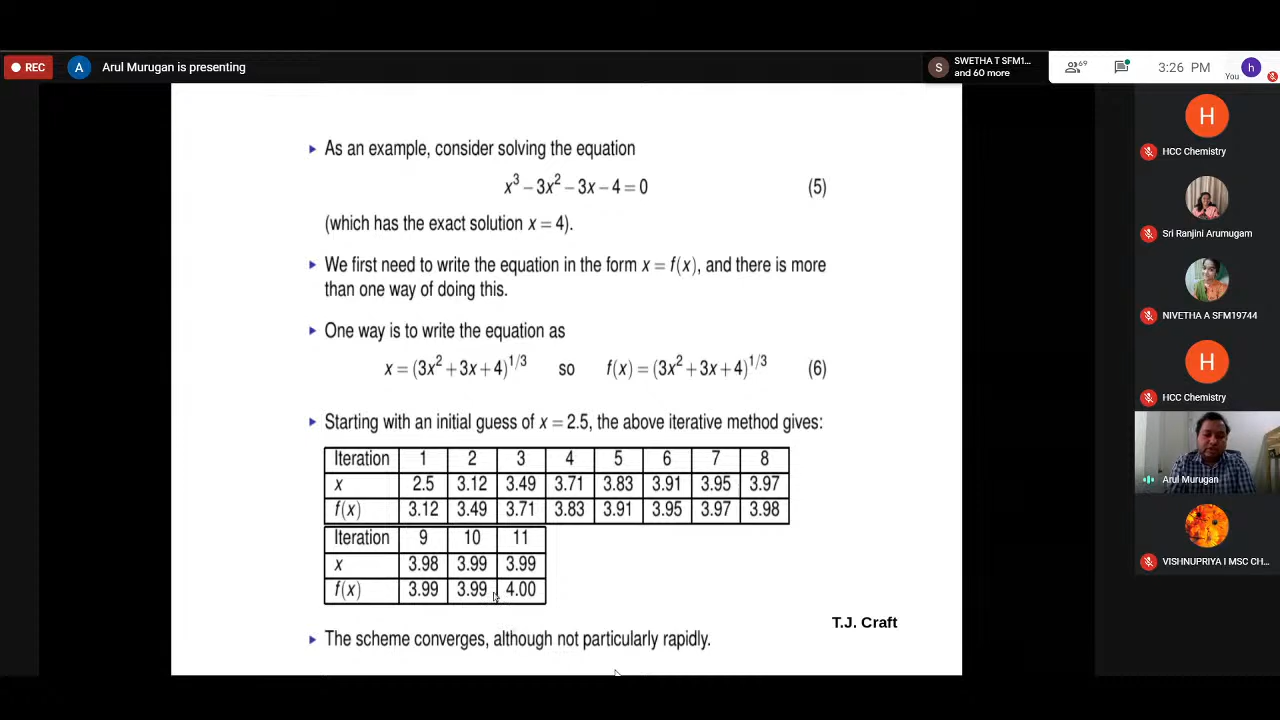 REC
A
Arul Murugan is presenting
S
SWETHA T SFM1...
and 60 more
69
3:26 PM
You
h
▸ As an example, consider solving the equation
x³ − 3x² − 3x − 4 = 0 (5)
(which has the exact solution x = 4).
▸ We first need to write the equation in the form x = f(x), and there is more
than one way of doing this.
▸ One way is to write the equation as
x = (3x² + 3x + 4)^1/3 so f(x) = (3x² + 3x + 4)^1/3 (6)
▸ Starting with an initial guess of x = 2.5, the above iterative method gives:
Iteration 1 2 3 4 5 6 7 8
x 2.5 3.12 3.49 3.71 3.83 3.91 3.95 3.97
f(x) 3.12 3.49 3.71 3.83 3.91 3.95 3.97 3.98
Iteration 9 10 11
x 3.98 3.99 3.99
f(x) 3.99 3.99 4.00
T.J. Craft
▸ The scheme converges, although not particularly rapidly.
H
HCC Chemistry
Sri Ranjini Arumugam
NIVETHA A SFM19744
H
HCC Chemistry
Arul Murugan
VISHNUPRIYA I MSC CH...